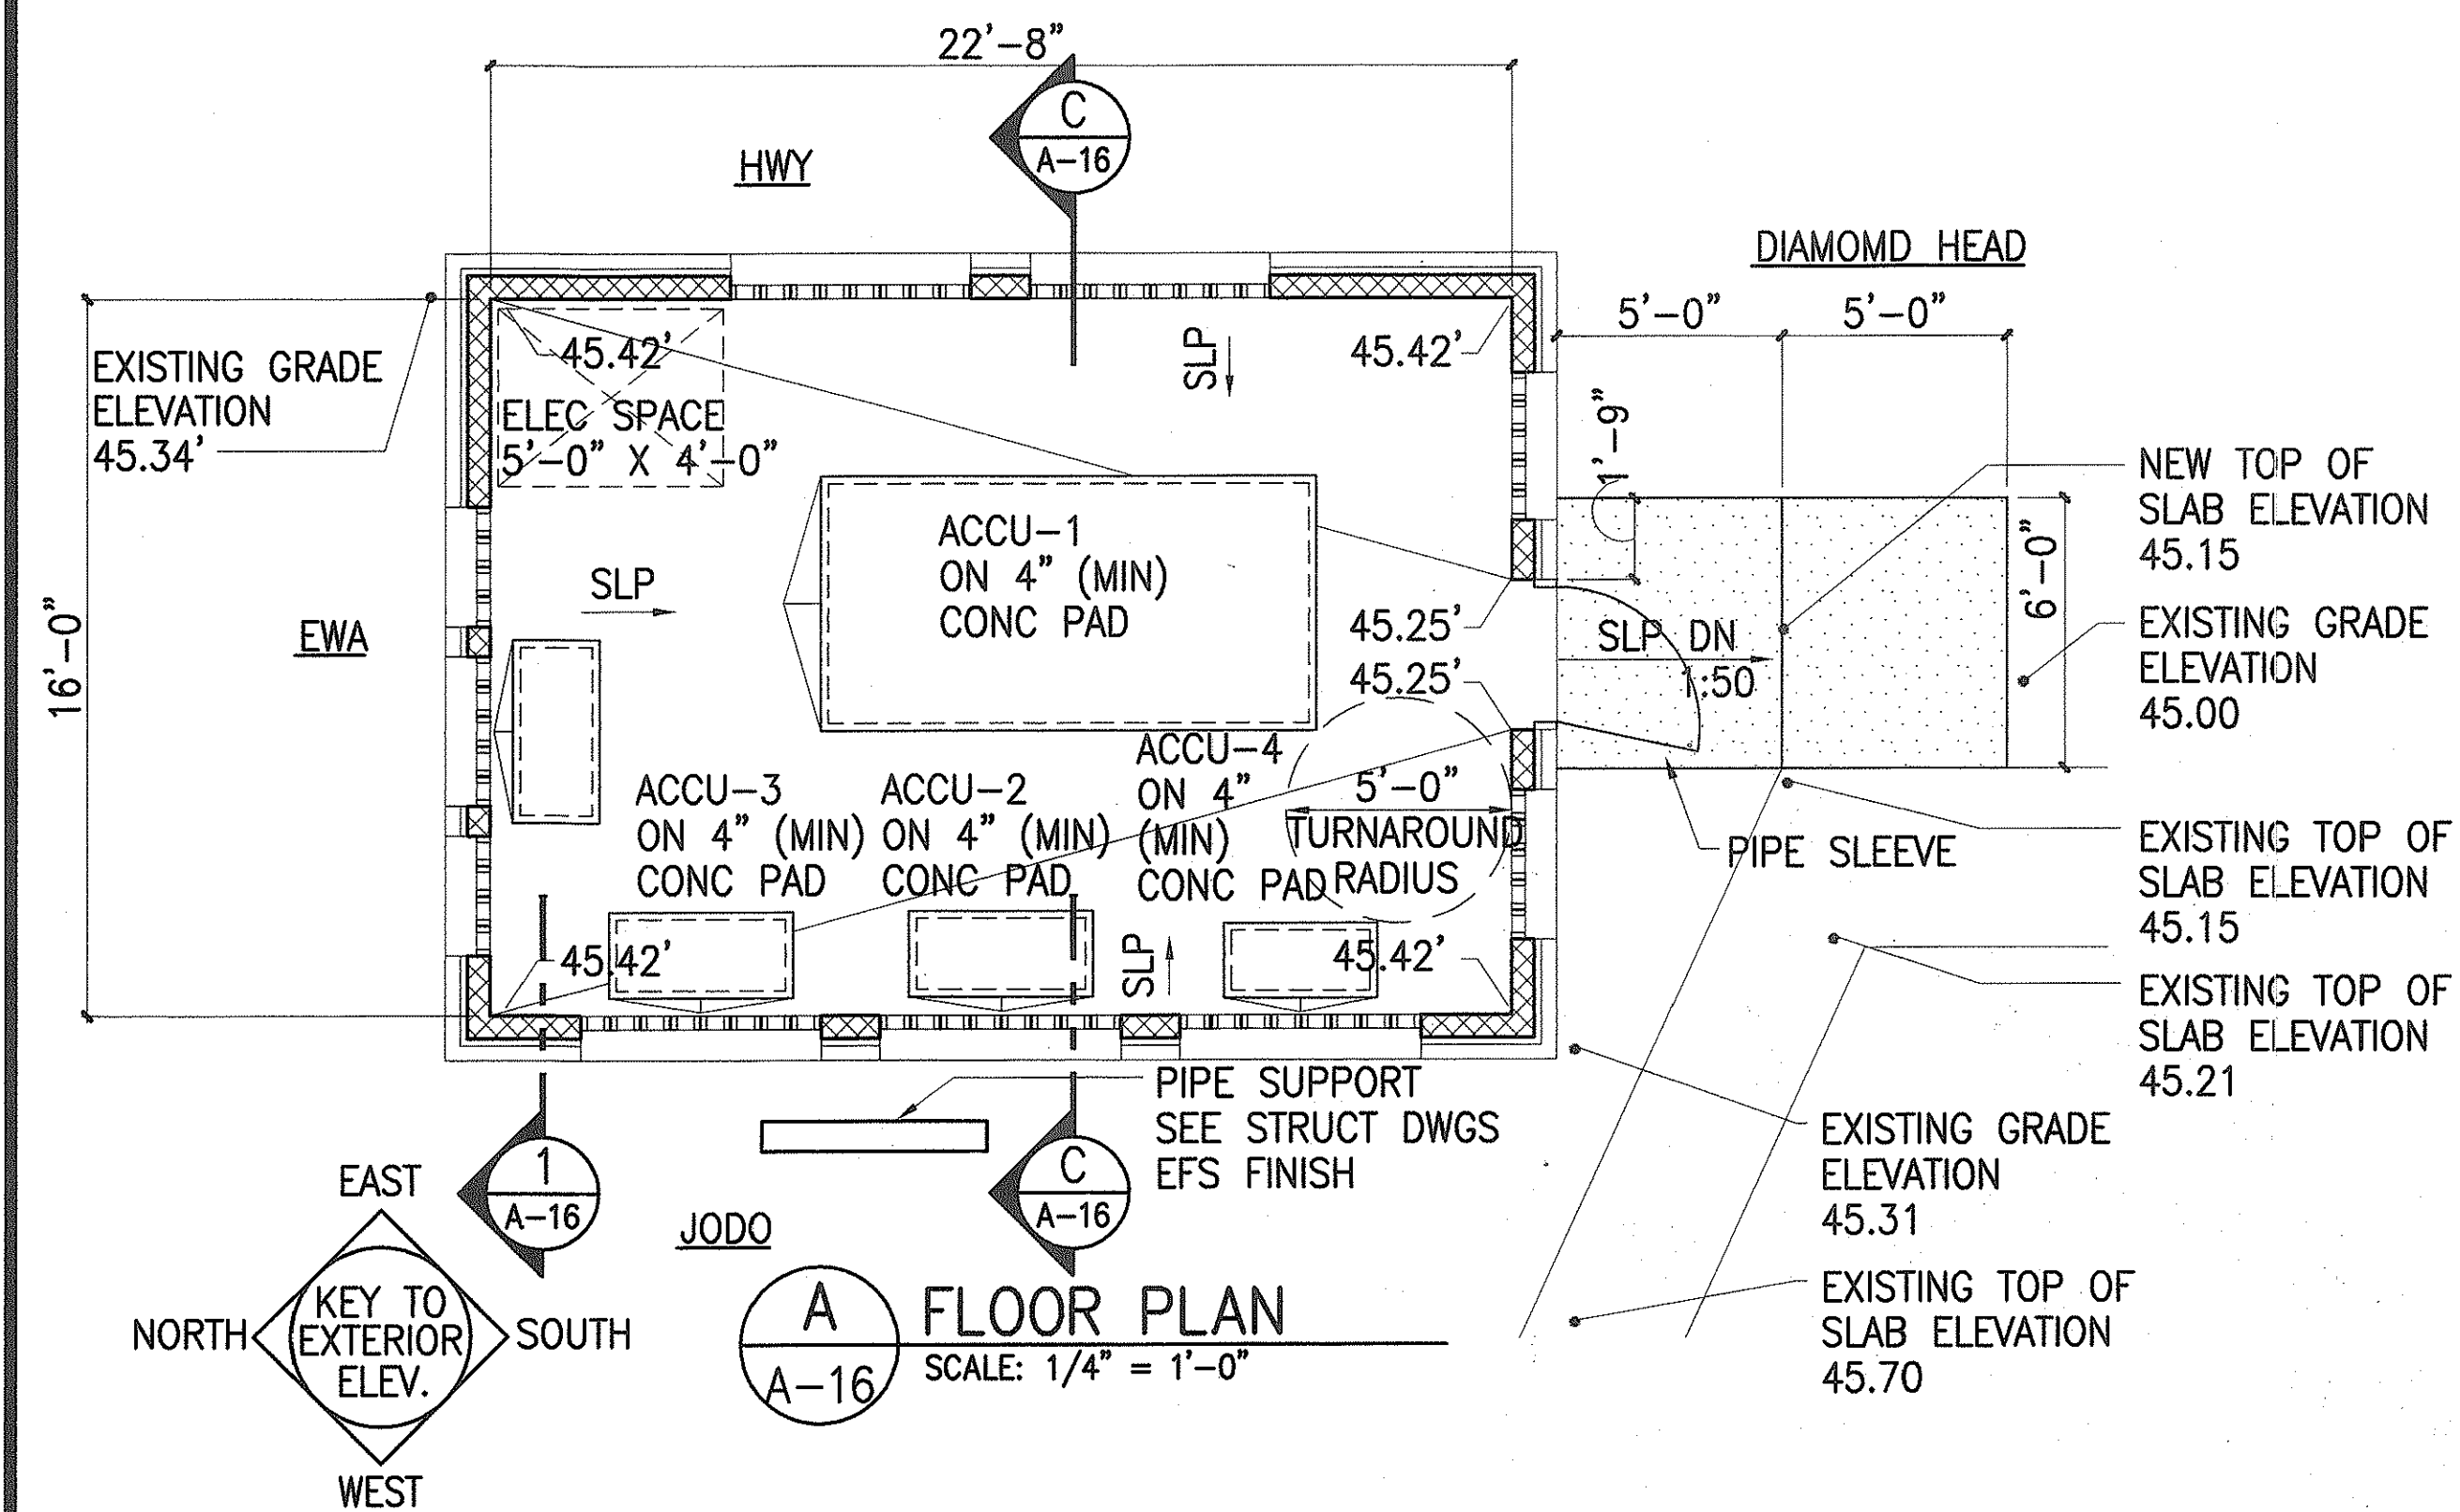 22'-8"
C
A-16
HWY
DIAMOMD HEAD
5'-0"
5'-0"
EXISTING GRADE
ELEVATION
45.34'
45.42'
ELEC SPACE
5'-0" X 4'-0"
SLP
45.42'
1'-9"
NEW TOP OF
SLAB ELEVATION
45.15
16'-0"
EWA
SLP
ACCU-1
ON 4" (MIN)
CONC PAD
45.25'
45.25'
SLP DN
1:50
6'-0"
EXISTING GRADE
ELEVATION
45.00
ACCU-3
ON 4" (MIN)
CONC PAD
ACCU-2
ON 4" (MIN)
CONC PAD
ACCU-4
ON 4"
(MIN)
CONC PAD
5'-0"
TURNAROUND
RADIUS
PIPE SLEEVE
EXISTING TOP OF
SLAB ELEVATION
45.15
45.42'
SLP
45.42'
EXISTING TOP OF
SLAB ELEVATION
45.21
PIPE SUPPORT
SEE STRUCT DWGS
EFS FINISH
EXISTING GRADE
ELEVATION
45.31
1
A-16
C
A-16
JODO
EAST
NORTH
KEY TO
EXTERIOR
ELEV.
SOUTH
WEST
A
A-16
FLOOR PLAN
SCALE: 1/4" = 1'-0"
EXISTING TOP OF
SLAB ELEVATION
45.70